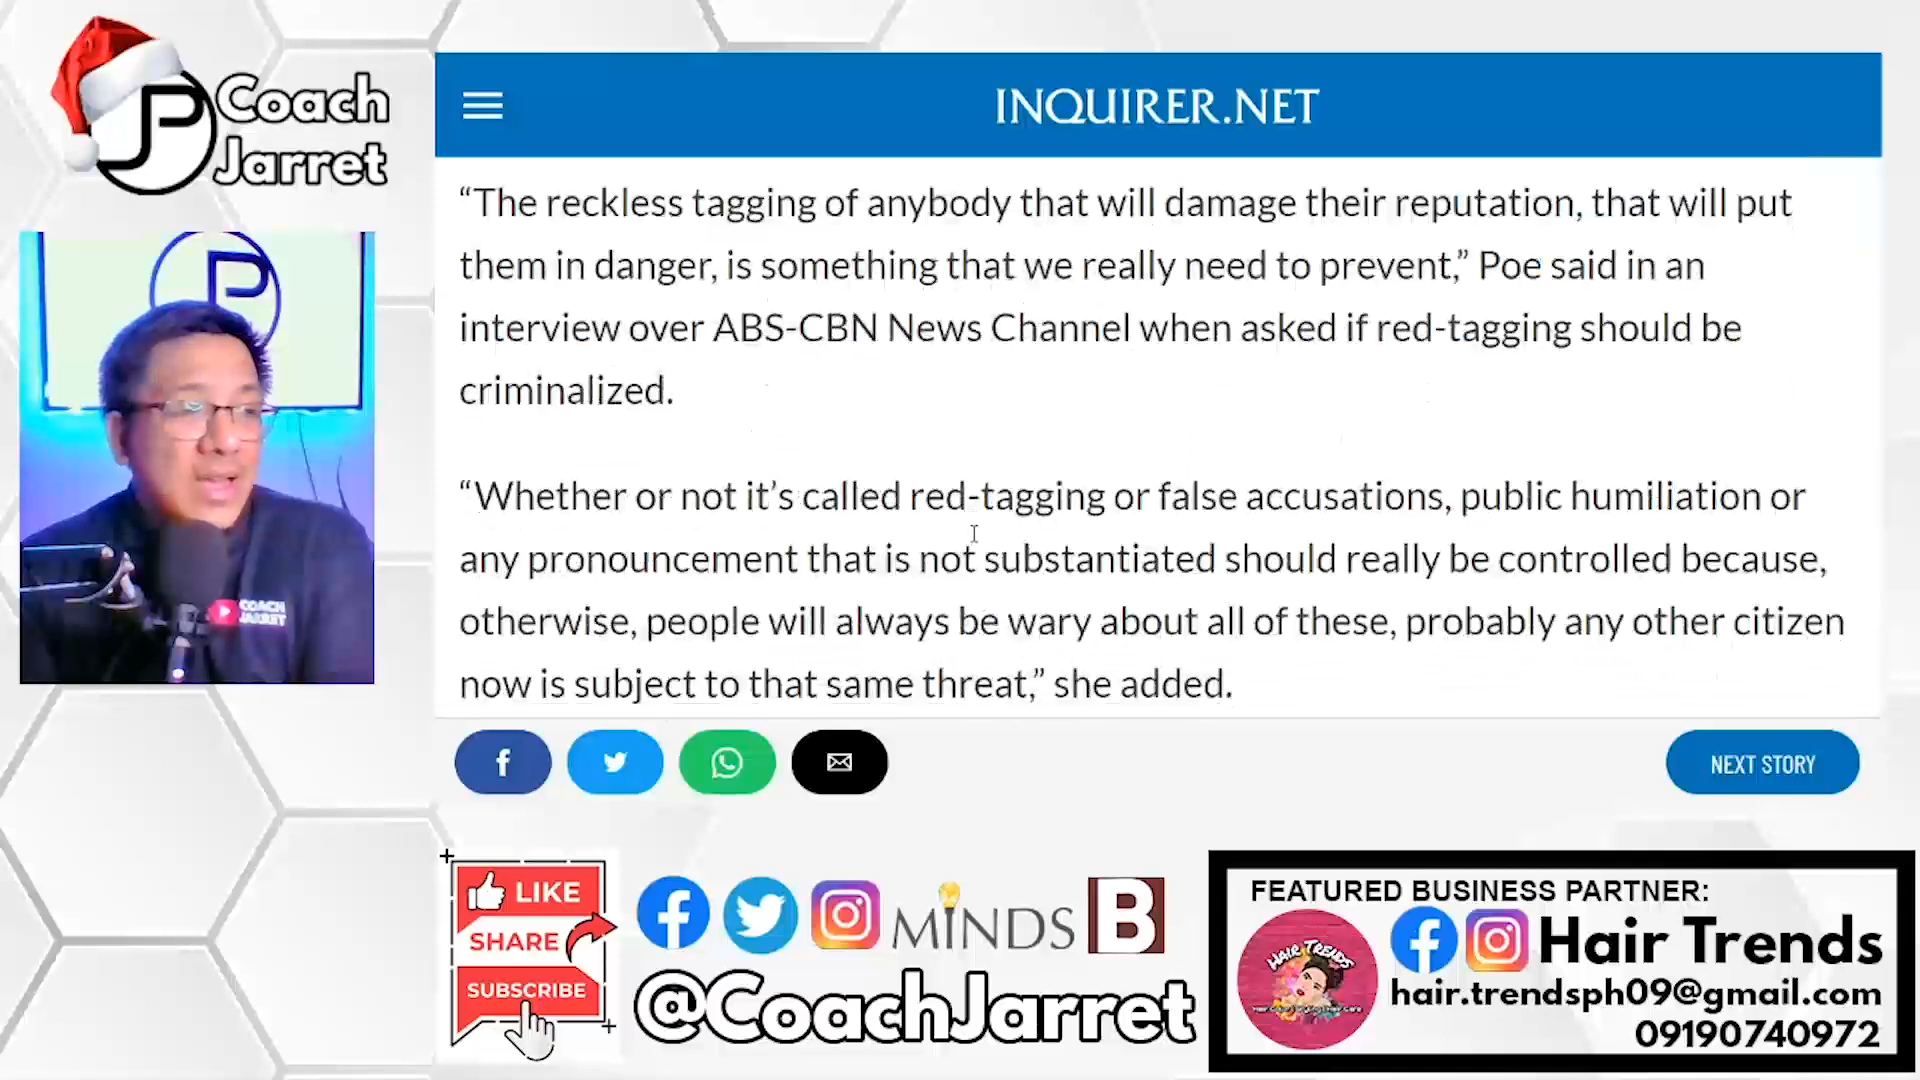 Coach
Jarret
INQUIRER.NET
“The reckless tagging of anybody that will damage their reputation, that will put
them in danger, is something that we really need to prevent,” Poe said in an
interview over ABS-CBN News Channel when asked if red-tagging should be
criminalized.
“Whether or not it’s called red-tagging or false accusations, public humiliation or
any pronouncement that is not substantiated should really be controlled because,
otherwise, people will always be wary about all of these, probably any other citizen
now is subject to that same threat,” she added.
COACH
JARRET
NEXT STORY
LIKE
SHARE
SUBSCRIBE
MINDS
B
@CoachJarret
FEATURED BUSINESS PARTNER:
Hair Trends
HAIR TRENDS
hair.trendsph09@gmail.com
09190740972